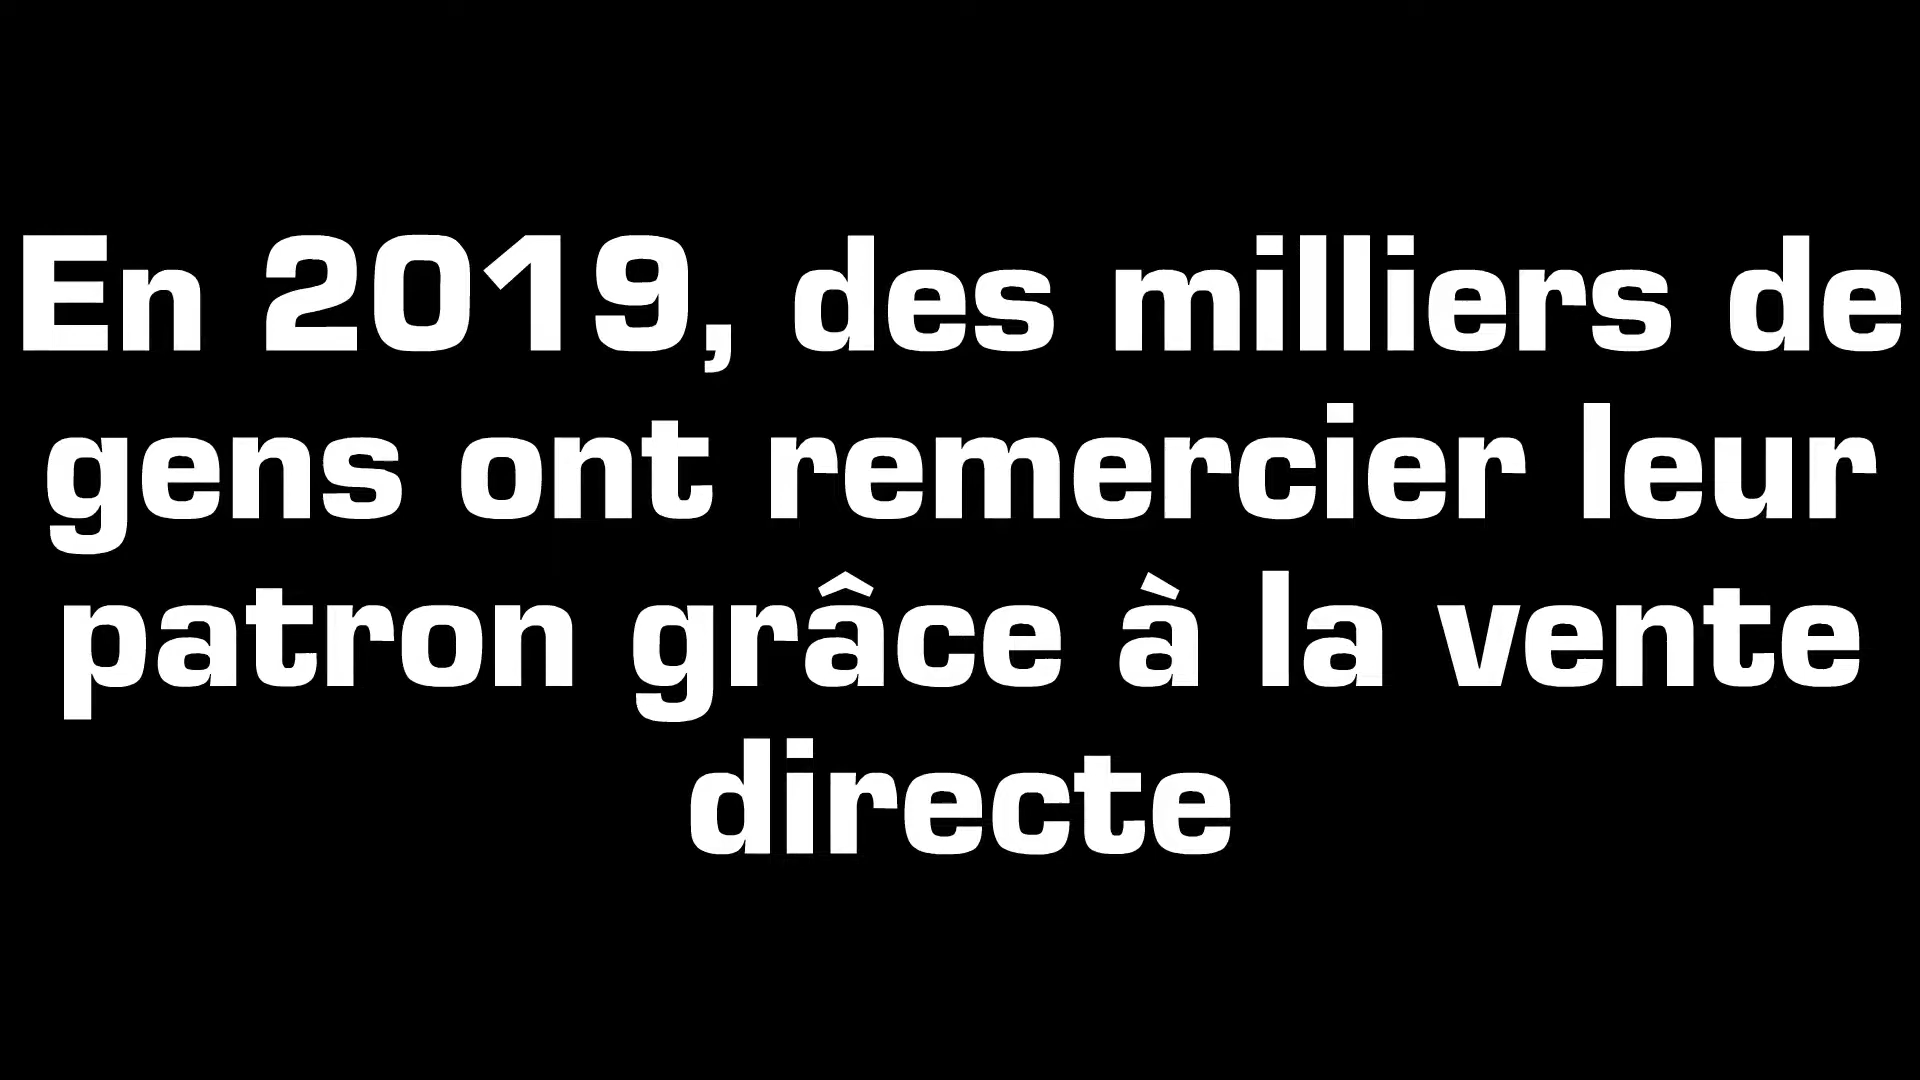 En 2019, des milliers de
gens ont remercier leur
patron grâce à la vente
directe